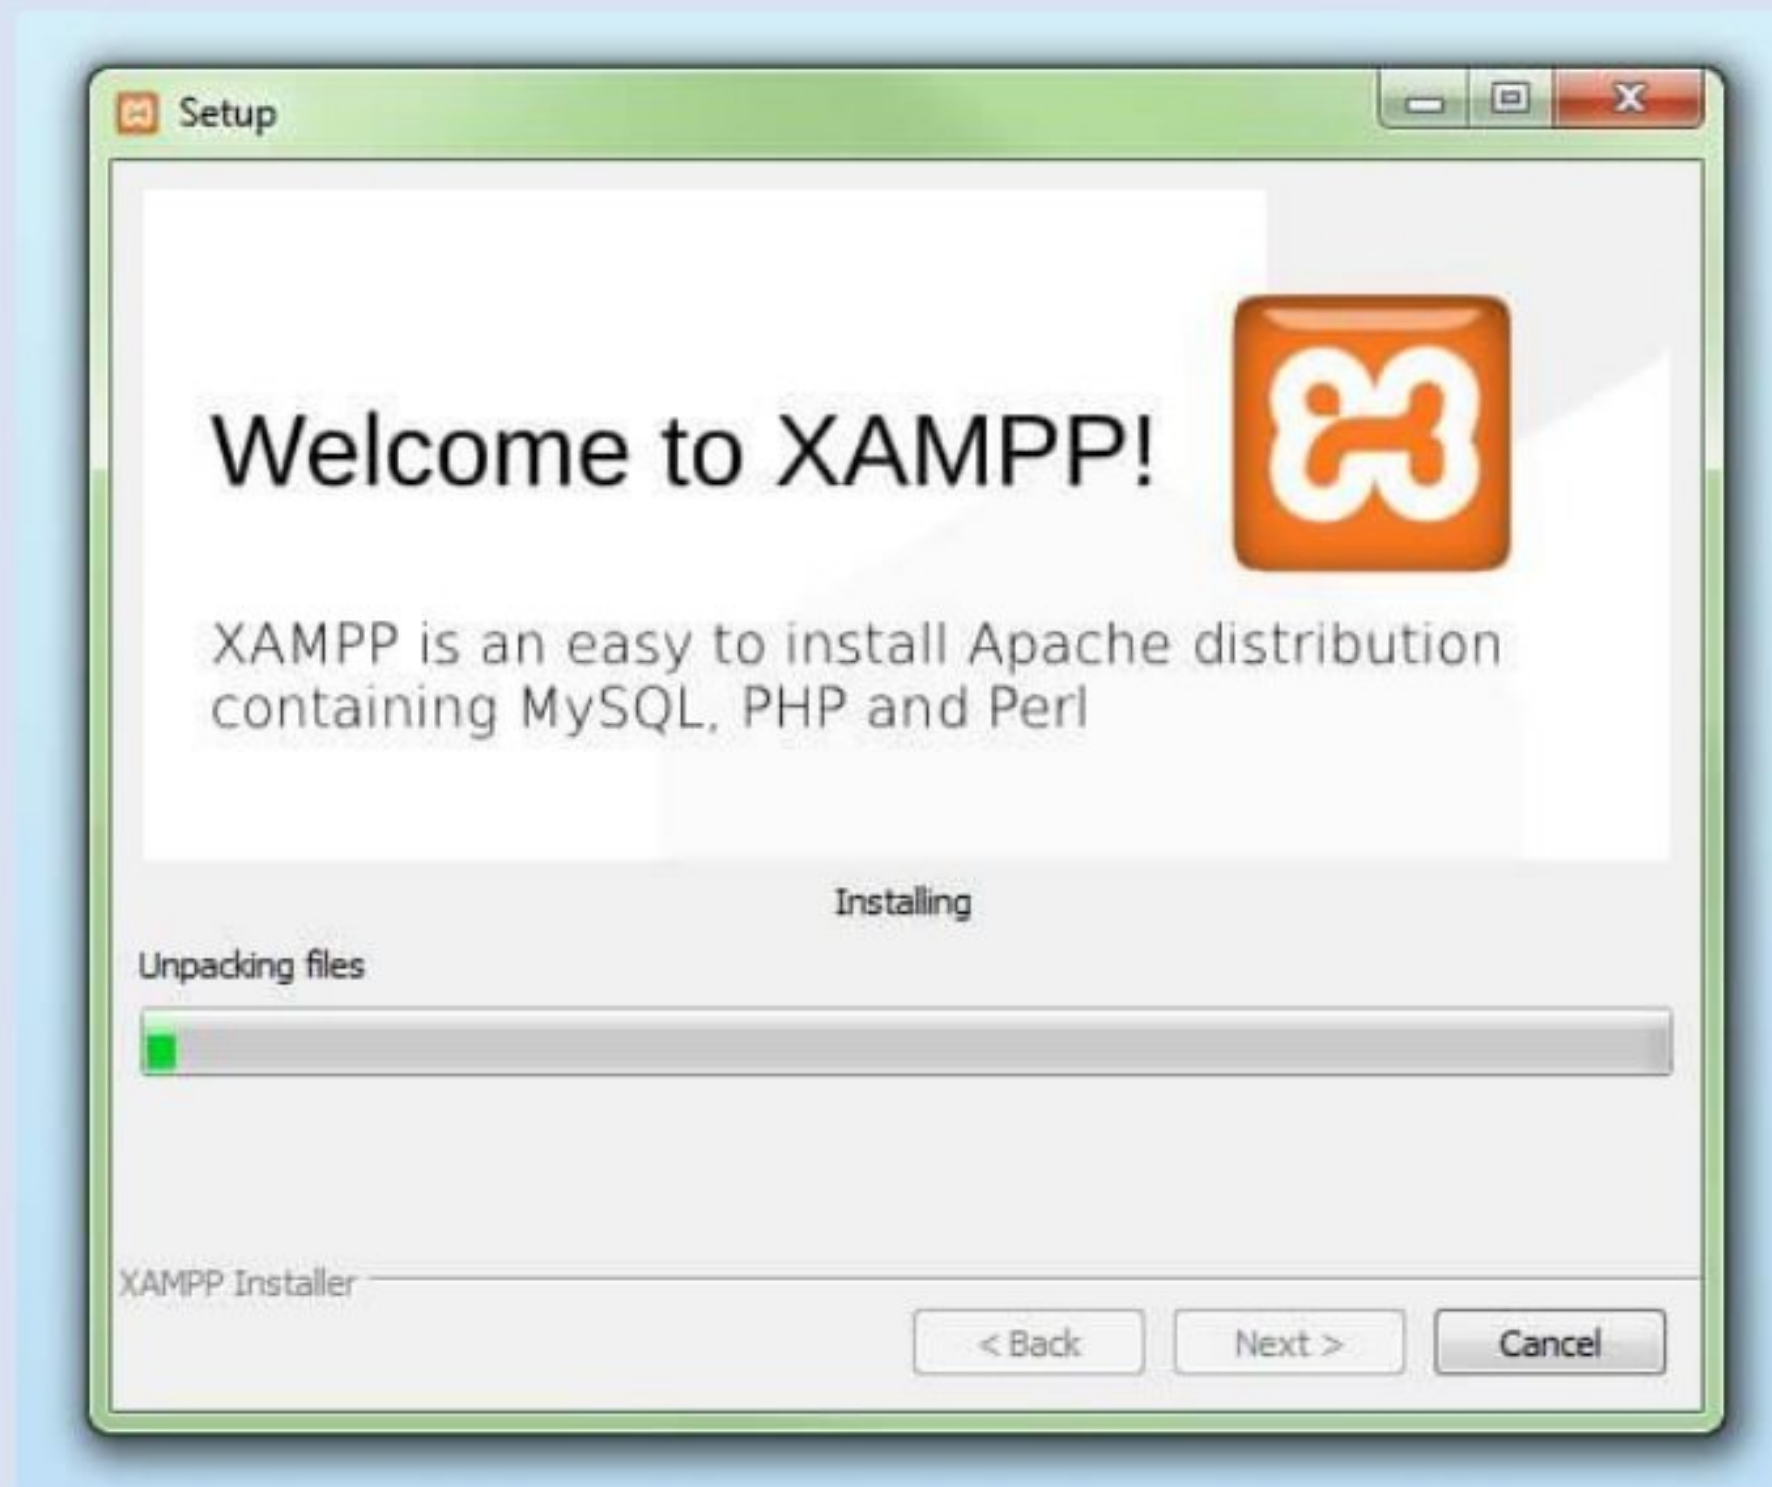 Setup
Welcome to XAMPP!
XAMPP is an easy to install Apache distribution
containing MySQL, PHP and Perl
Installing
Unpacking files
XAMPP Installer
< Back
Next >
Cancel